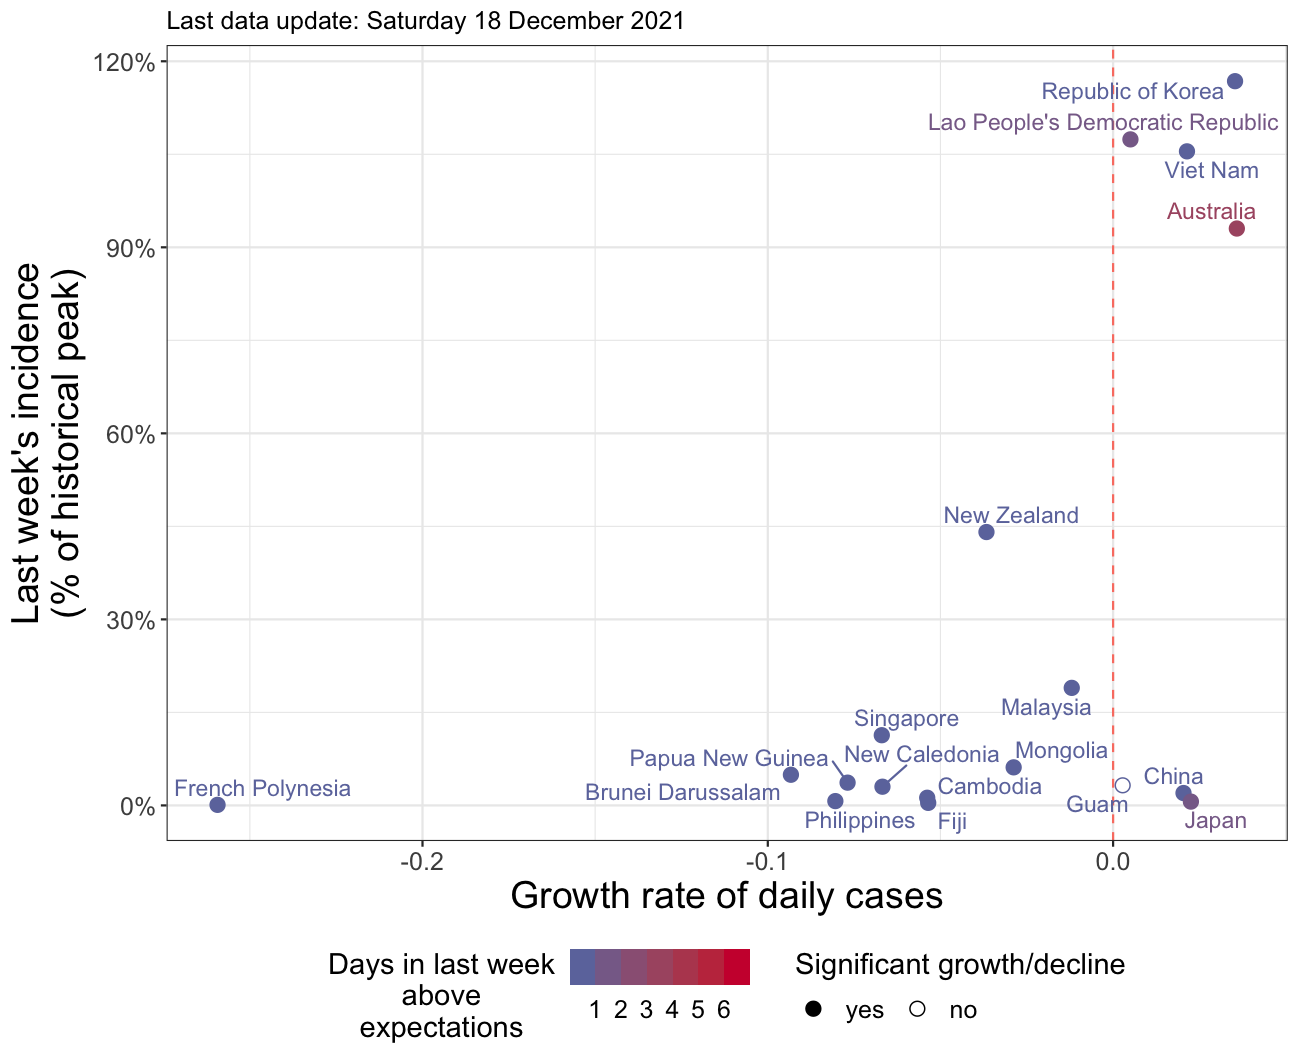 Last data update: Saturday 18 December 2021
120%
90%
60%
30%
0%
Last week's incidence
(% of historical peak)
Republic of Korea
Lao People's Democratic Republic
Viet Nam
Australia
New Zealand
Malaysia
Singapore
Mongolia
New Caledonia
Papua New Guinea
China
Cambodia
French Polynesia
Brunei Darussalam
Guam
Philippines
Fiji
Japan
-0.2
-0.1
0.0
Growth rate of daily cases
Days in last week
above
expectations
1 2 3 4 5 6
Significant growth/decline
yes
no